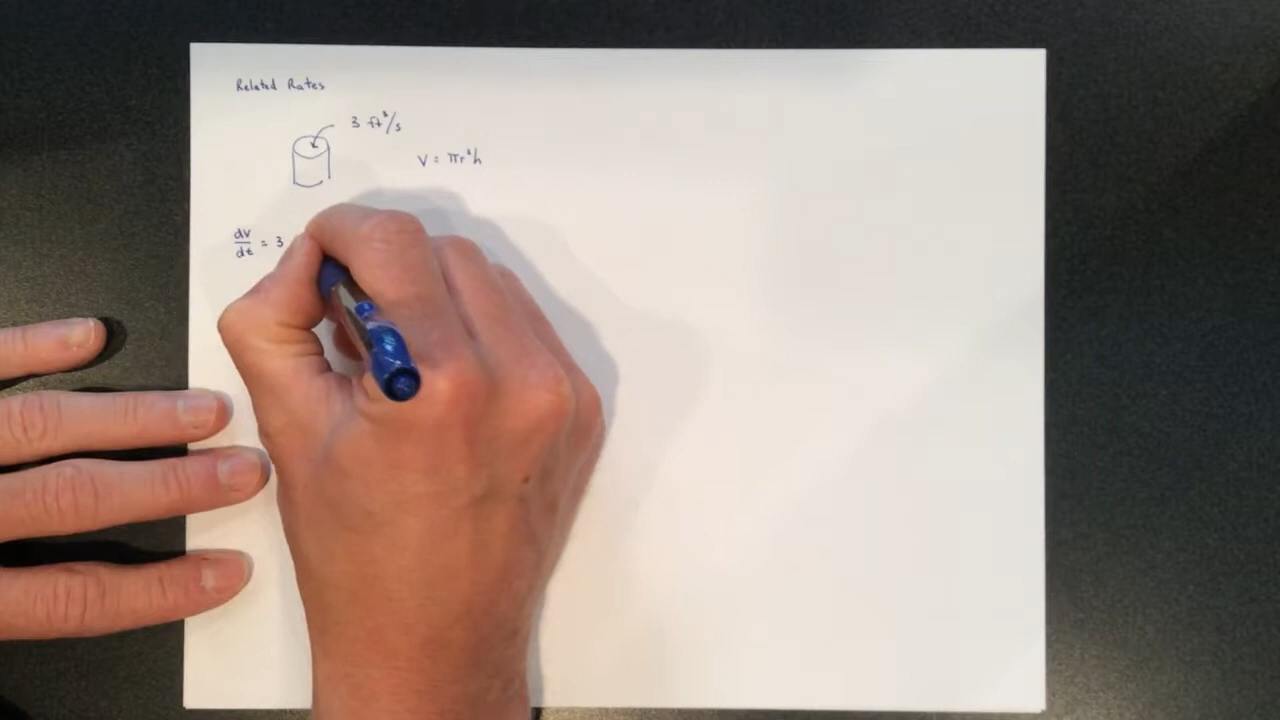 Related Rates
3 ft³/s
V = πr²h
dV/dt = 3